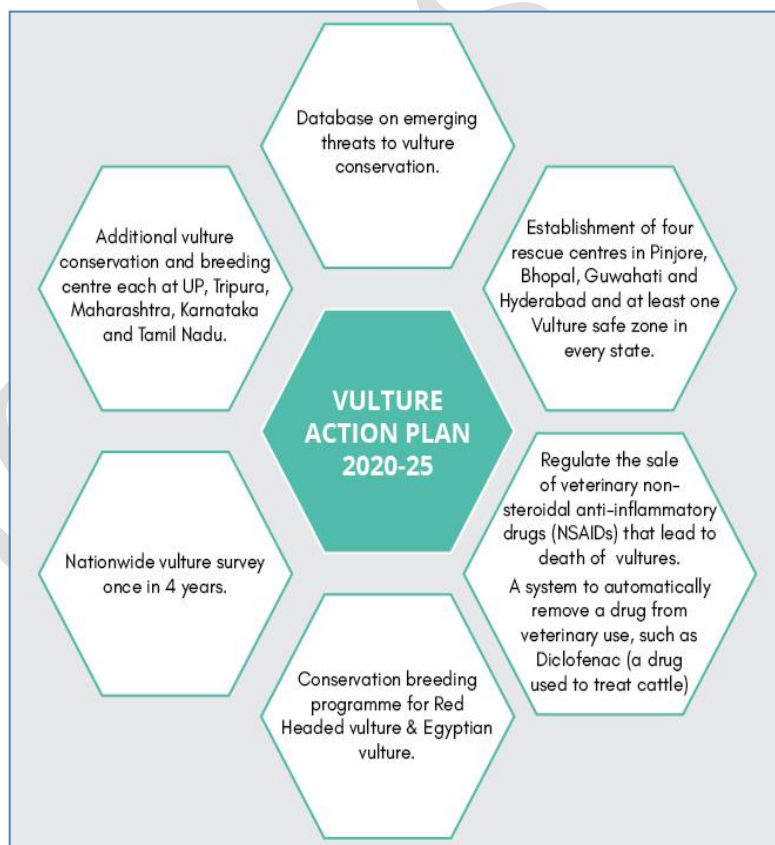 Database on emerging
threats to vulture
conservation.
Additional vulture
conservation and breeding
centre each at UP, Tripura,
Maharashtra, Karnataka
and Tamil Nadu.
Establishment of four
rescue centres in Pinjore,
Bhopal, Guwahati and
Hyderabad and at least one
Vulture safe zone in
every state.
VULTURE
ACTION PLAN
2020-25
Nationwide vulture survey
once in 4 years.
Regulate the sale
of veterinary non-
steroidal anti-inflammatory
drugs (NSAIDs) that lead to
death of vultures.
A system to automatically
remove a drug from
veterinary use, such as
Diclofenac (a drug
used to treat cattle)
Conservation breeding
programme for Red
Headed vulture & Egyptian
vulture.